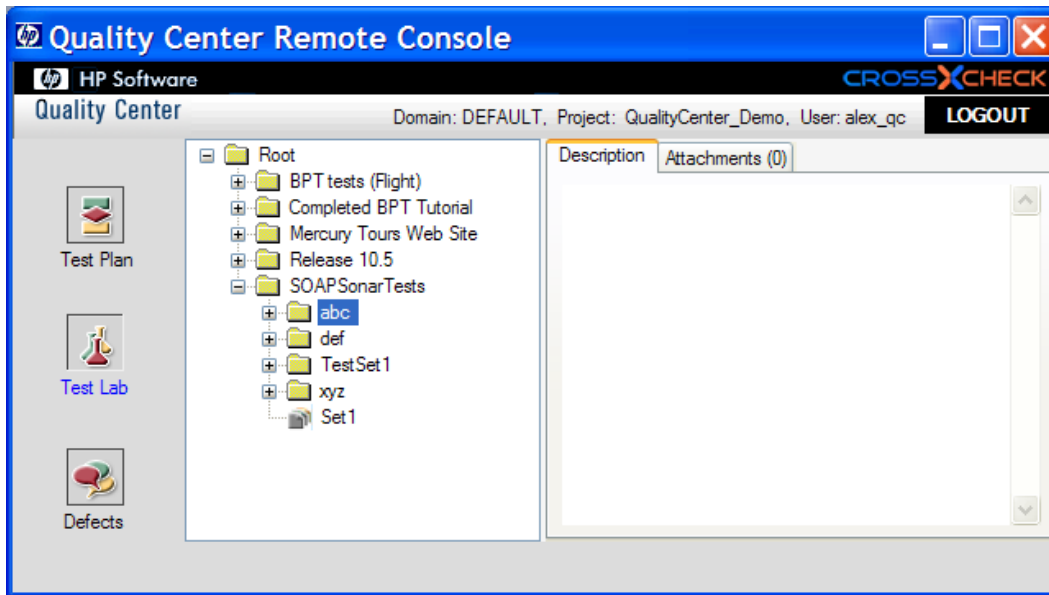 Quality Center Remote Console
hp HP Software
CROSSXCHECK
Quality Center
Domain: DEFAULT, Project: QualityCenter_Demo, User: alex_qc
LOGOUT
Test Plan
Test Lab
Defects
Root
BPT tests (Flight)
Completed BPT Tutorial
Mercury Tours Web Site
Release 10.5
SOAPSonarTests
abc
def
TestSet1
xyz
Set1
Description
Attachments (0)